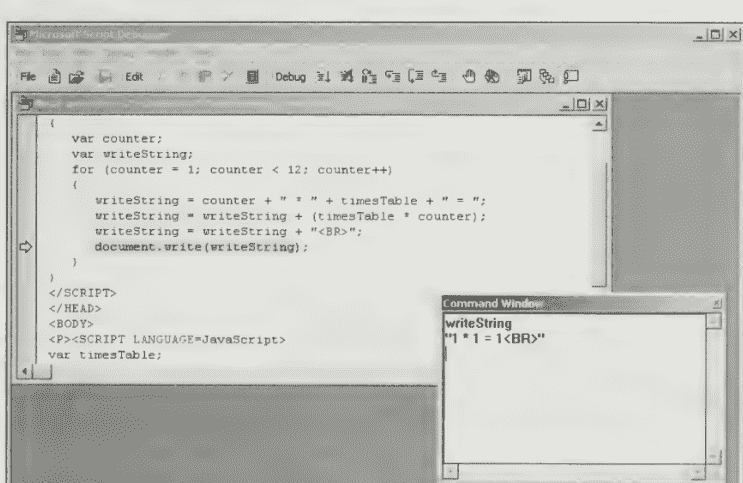 Microsoft Script Debugger
File Edit Debug
{
var counter;
var writeString;
for (counter = 1; counter < 12; counter++)
{
writeString = counter + " * " + timesTable + " = ";
writeString = writeString + (timesTable * counter);
writeString = writeString + "<BR>";
document.write(writeString);
}
}
</SCRIPT>
</HEAD>
<BODY>
<P><SCRIPT LANGUAGE=JavaScript>
var timesTable;
Command Window
writeString
"1 * 1 = 1<BR>"